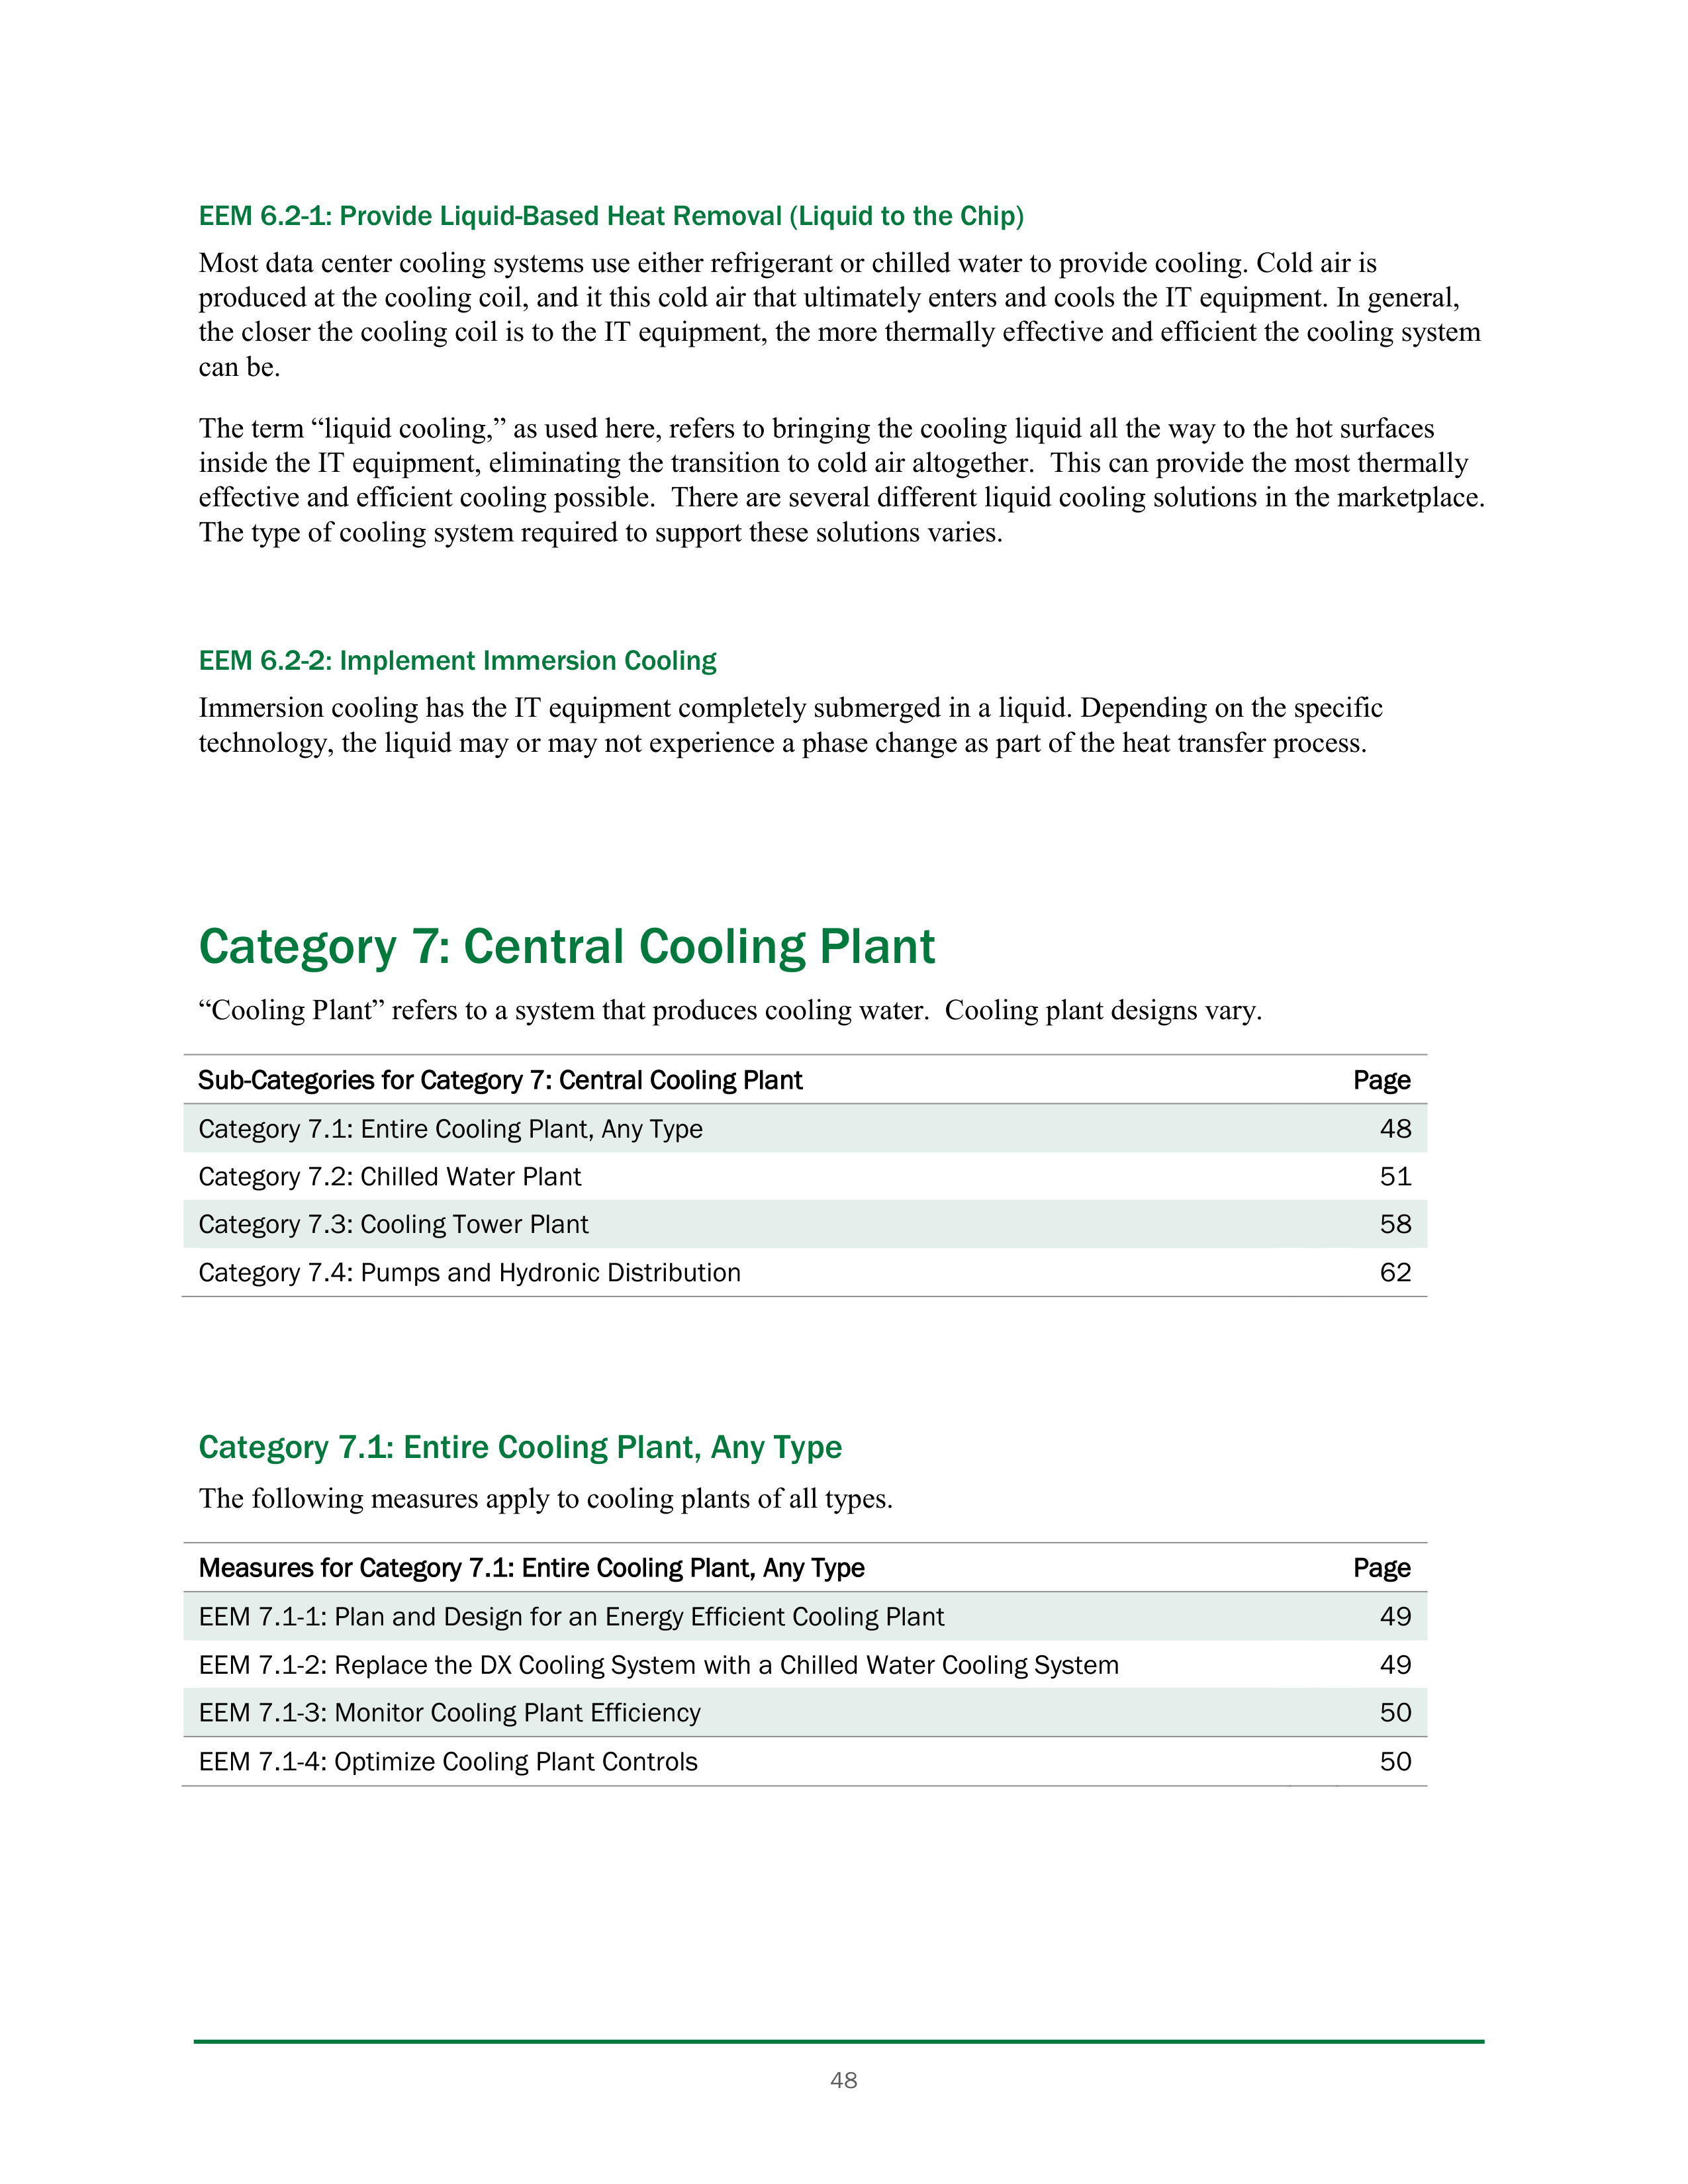 EEM 6.2-1: Provide Liquid-Based Heat Removal (Liquid to the Chip)
Most data center cooling systems use either refrigerant or chilled water to provide cooling. Cold air is
produced at the cooling coil, and it this cold air that ultimately enters and cools the IT equipment. In general,
the closer the cooling coil is to the IT equipment, the more thermally effective and efficient the cooling system
can be.
The term “liquid cooling,” as used here, refers to bringing the cooling liquid all the way to the hot surfaces
inside the IT equipment, eliminating the transition to cold air altogether.  This can provide the most thermally
effective and efficient cooling possible.  There are several different liquid cooling solutions in the marketplace.
The type of cooling system required to support these solutions varies.
EEM 6.2-2: Implement Immersion Cooling
Immersion cooling has the IT equipment completely submerged in a liquid. Depending on the specific
technology, the liquid may or may not experience a phase change as part of the heat transfer process.
Category 7: Central Cooling Plant
“Cooling Plant” refers to a system that produces cooling water.  Cooling plant designs vary.
Sub-Categories for Category 7: Central Cooling Plant Page
Category 7.1: Entire Cooling Plant, Any Type 48
Category 7.2: Chilled Water Plant 51
Category 7.3: Cooling Tower Plant 58
Category 7.4: Pumps and Hydronic Distribution 62
Category 7.1: Entire Cooling Plant, Any Type
The following measures apply to cooling plants of all types.
Measures for Category 7.1: Entire Cooling Plant, Any Type Page
EEM 7.1-1: Plan and Design for an Energy Efficient Cooling Plant 49
EEM 7.1-2: Replace the DX Cooling System with a Chilled Water Cooling System 49
EEM 7.1-3: Monitor Cooling Plant Efficiency 50
EEM 7.1-4: Optimize Cooling Plant Controls 50
48